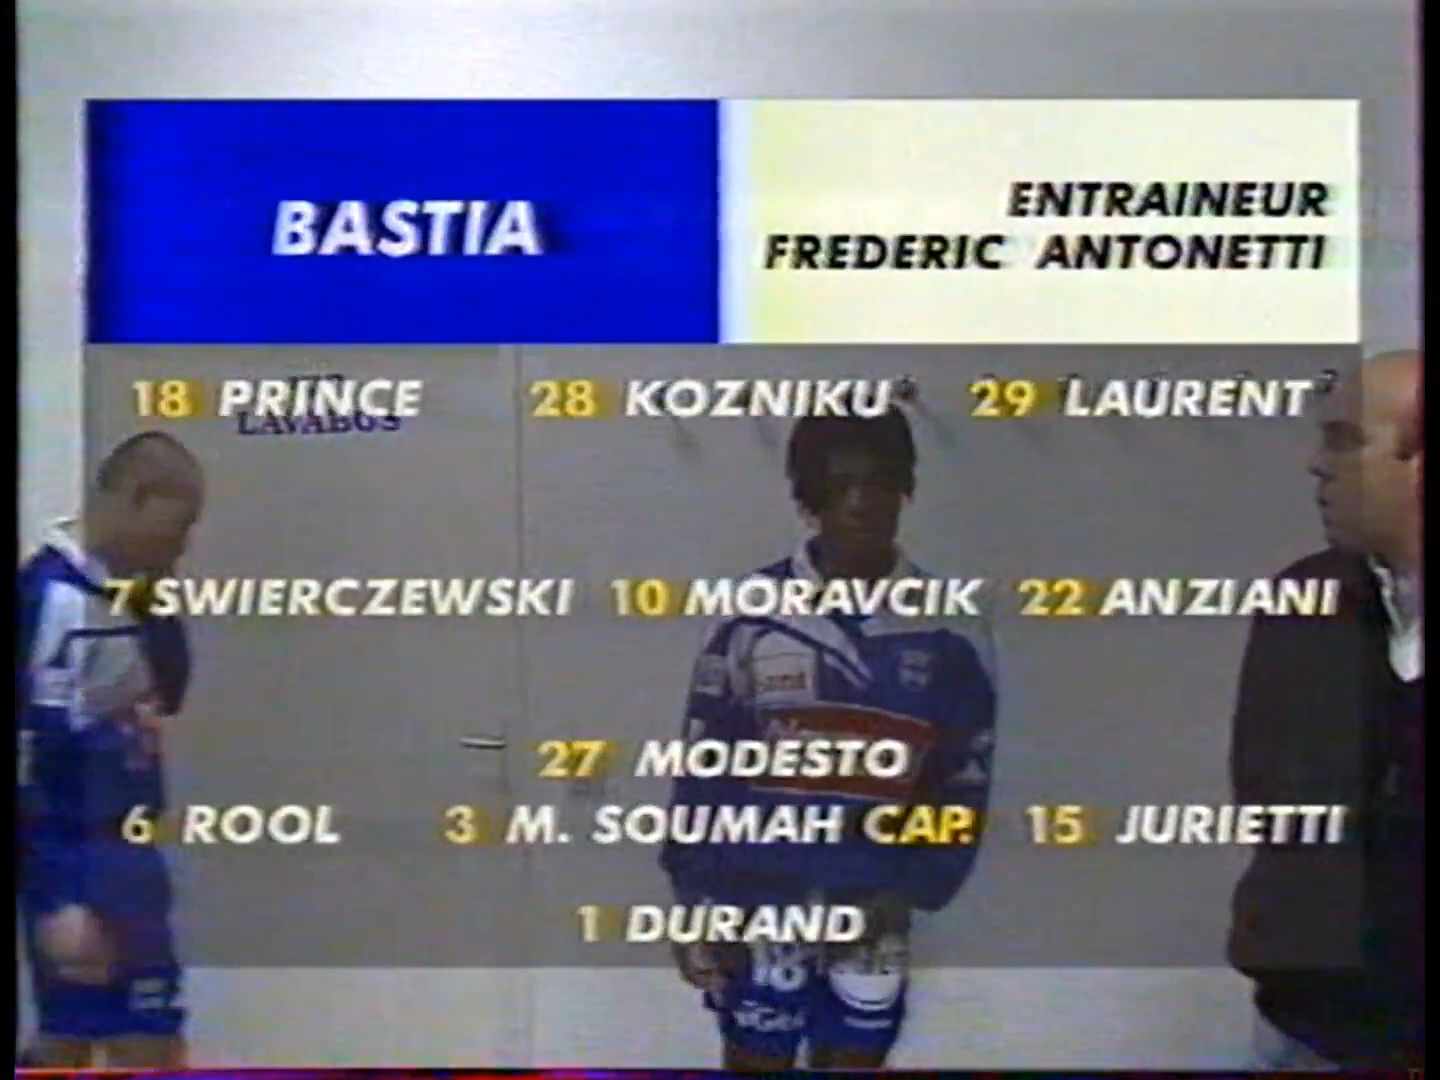 BASTIA
ENTRAINEUR
FREDERIC ANTONETTI
18 PRINCE 28 KOZNIKU 29 LAURENT
LAVABOS
7 SWIERCZEWSKI 10 MORAVCIK 22 ANZIANI
27 MODESTO
6 ROOL 3 M. SOUMAH CAP. 15 JURIETTI
1 DURAND
18